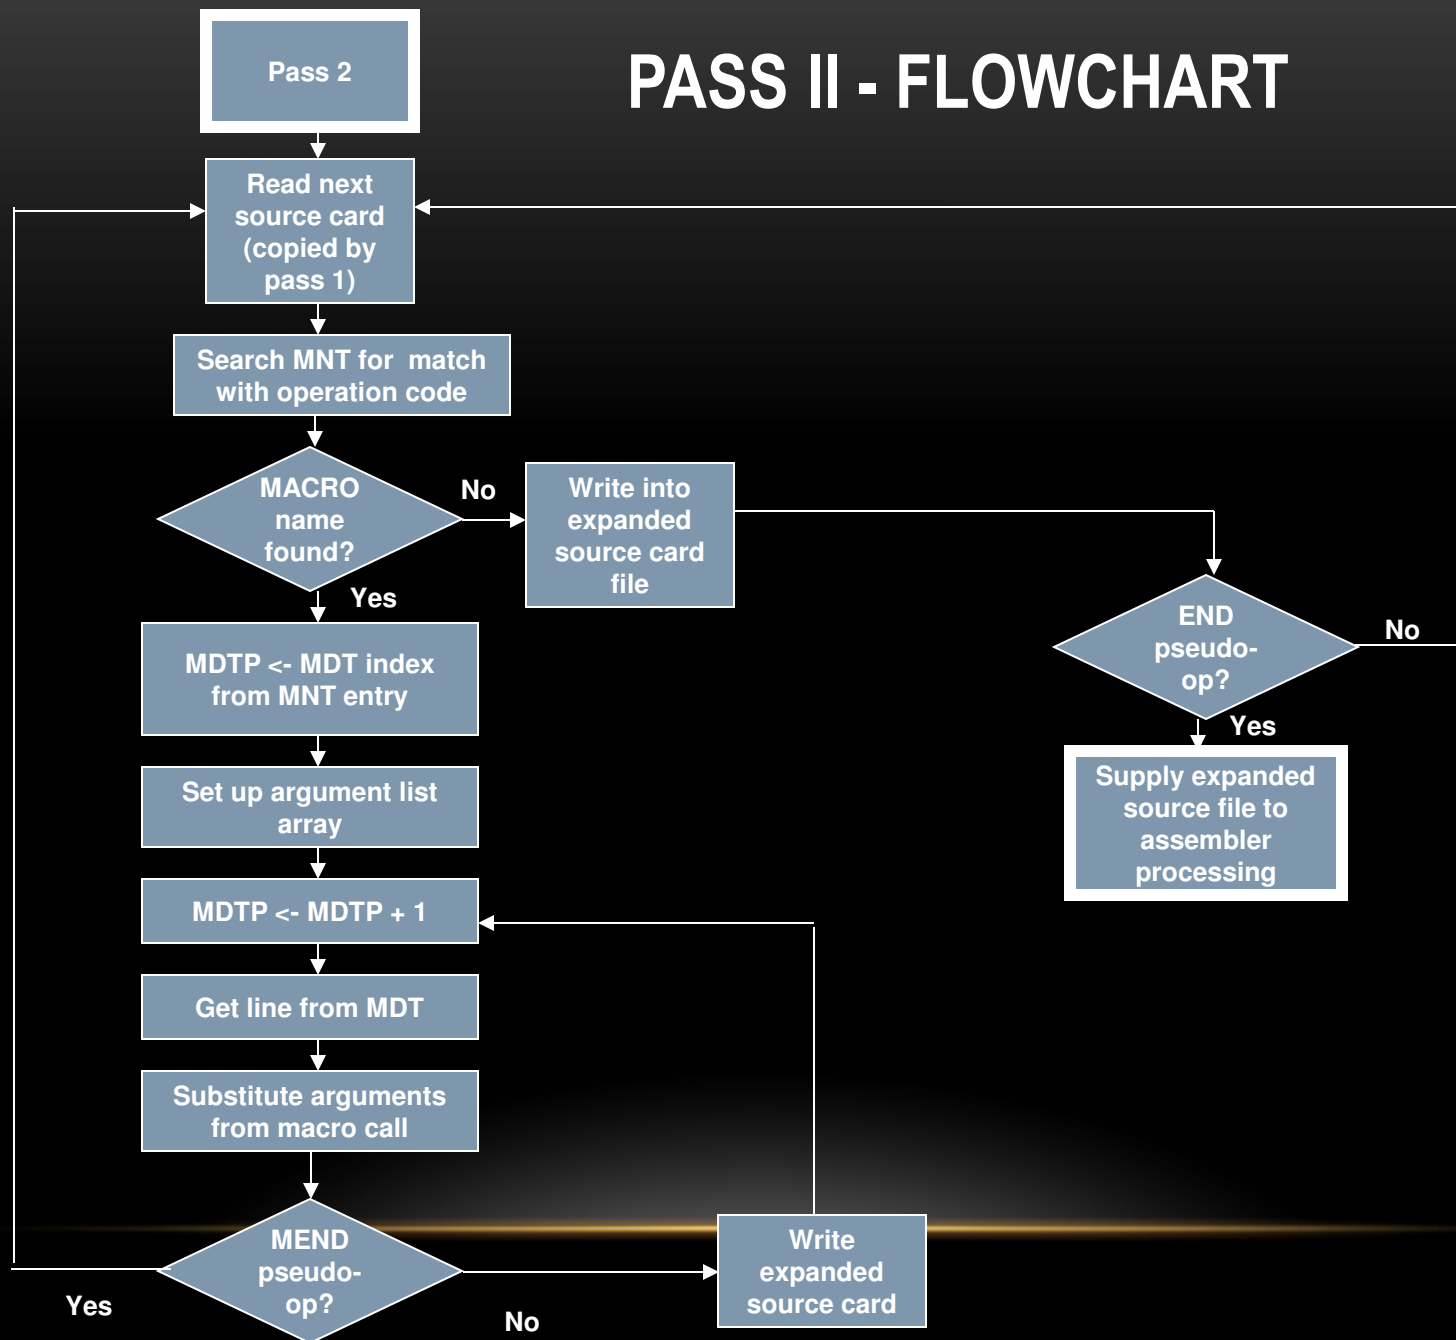 PASS II - FLOWCHART
Pass 2
Read next
source card
(copied by
pass 1)
Search MNT for match
with operation code
MACRO
name
found?
No
Write into
expanded
source card
file
Yes
END
pseudo-
op?
No
Yes
Supply expanded
source file to
assembler
processing
MDTP <- MDT index
from MNT entry
Set up argument list
array
MDTP <- MDTP + 1
Get line from MDT
Substitute arguments
from macro call
MEND
pseudo-
op?
Yes
No
Write
expanded
source card